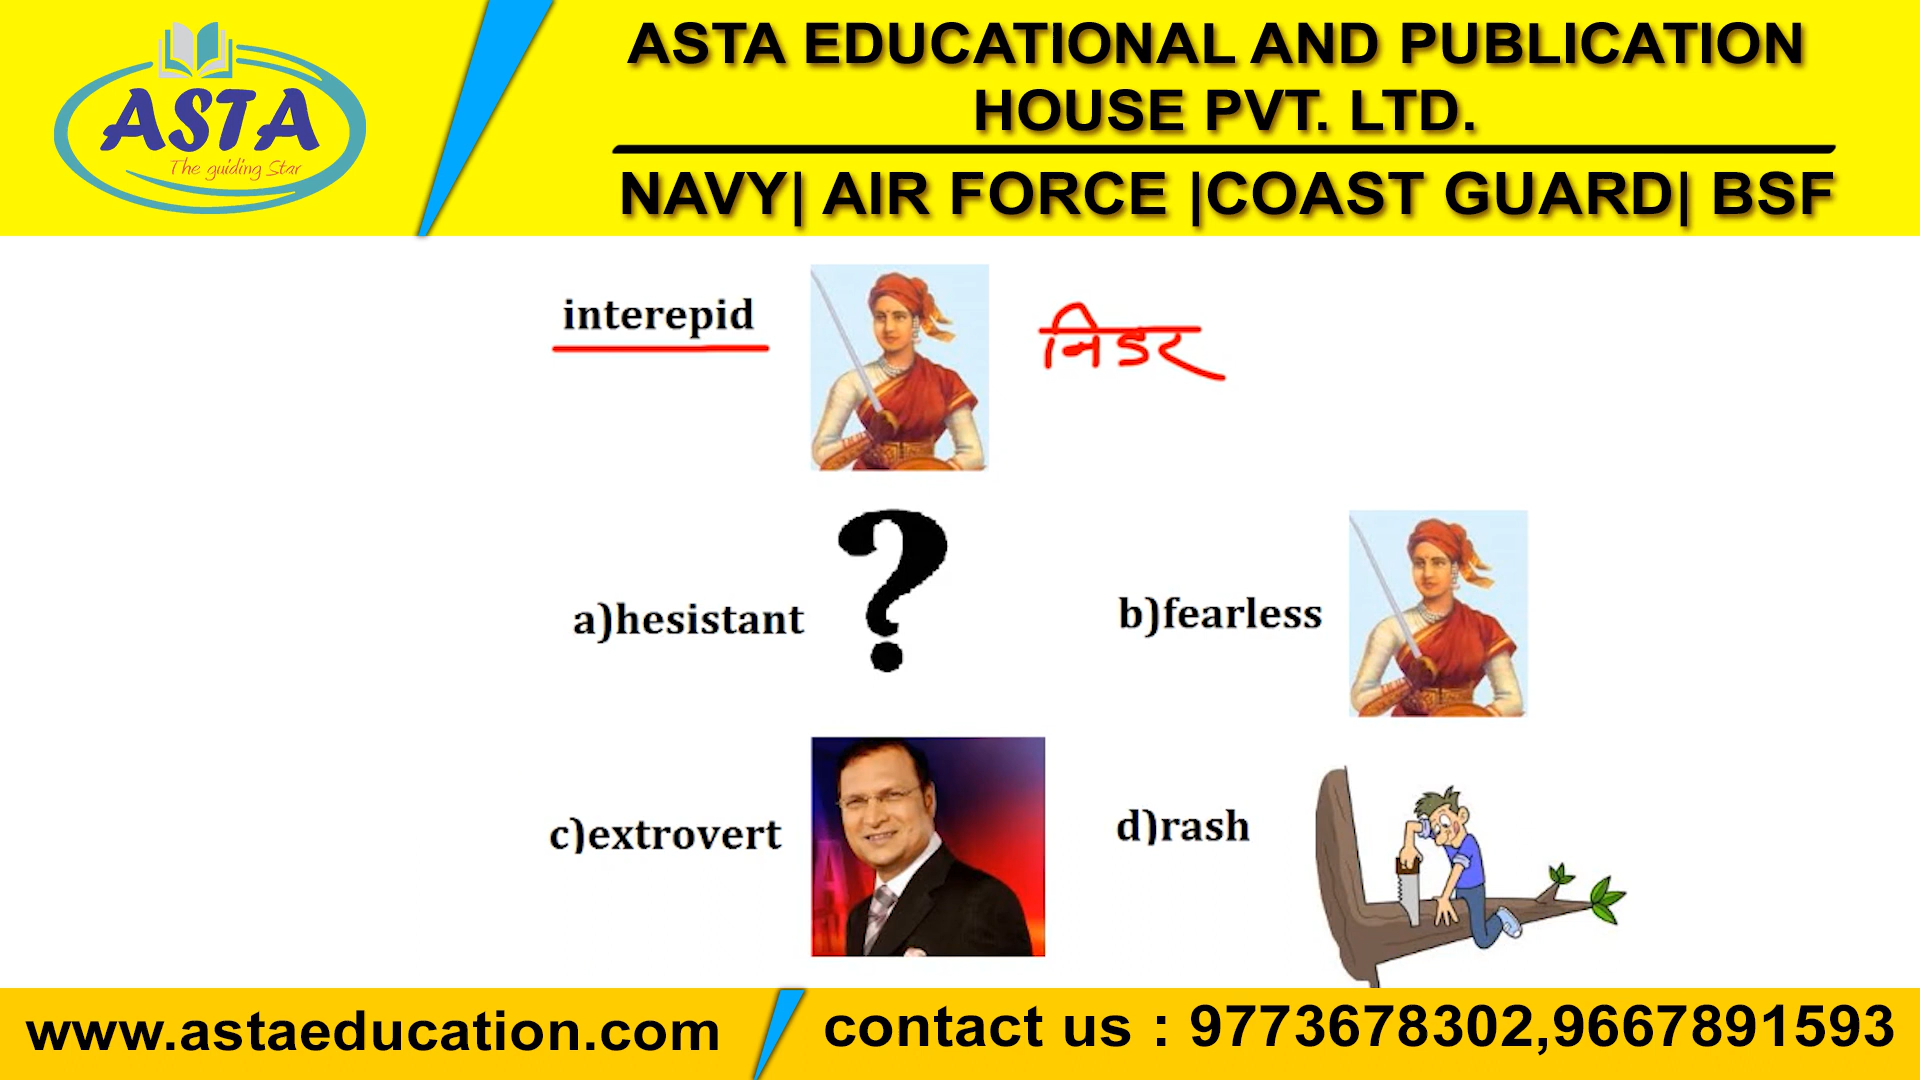 ASTA
The guiding Star
ASTA EDUCATIONAL AND PUBLICATION
HOUSE PVT. LTD.
NAVY| AIR FORCE |COAST GUARD| BSF
interepid
निडर
a)hesistant
b)fearless
c)extrovert
d)rash
www.astaeducation.com
contact us : 9773678302,9667891593